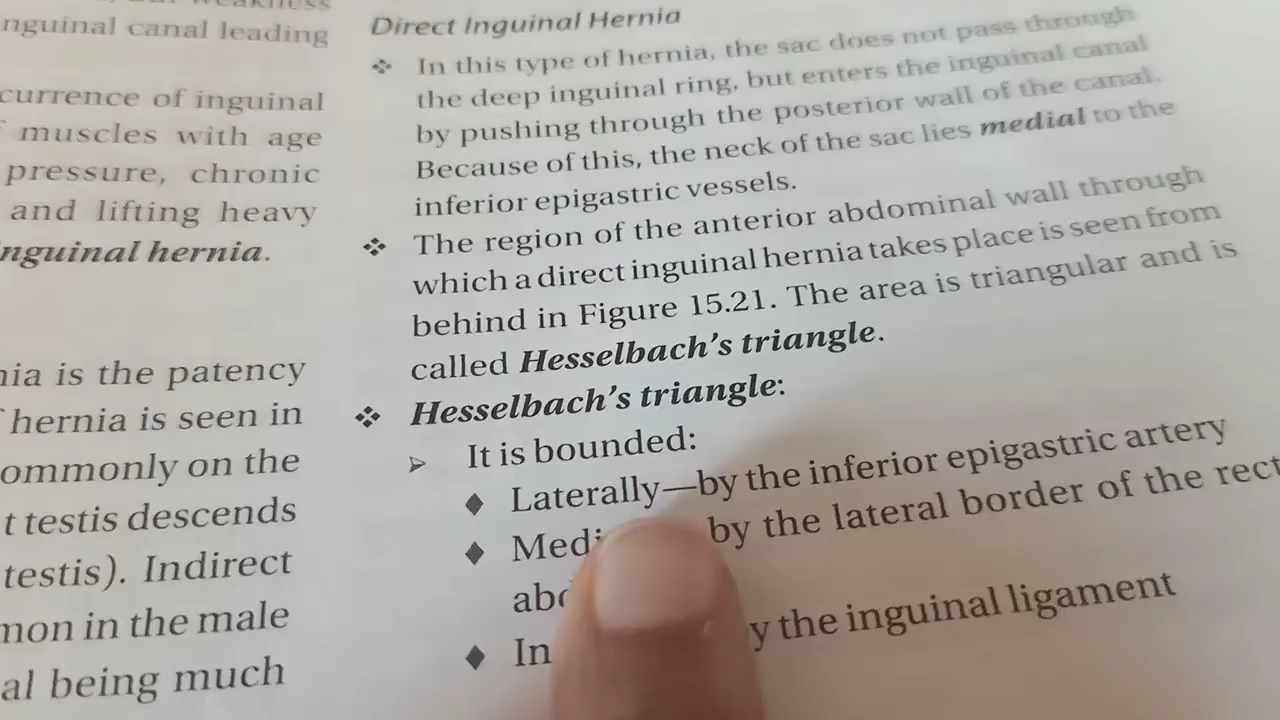 nguinal canal leading
currence of inguinal
muscles with age
pressure, chronic
and lifting heavy
nguinal hernia.
nia is the patency
hernia is seen in
ommonly on the
t testis descends
testis). Indirect
mon in the male
al being much
Direct Inguinal Hernia
❖ In this type of hernia, the sac does not pass through
the deep inguinal ring, but enters the inguinal canal
by pushing through the posterior wall of the canal.
Because of this, the neck of the sac lies medial to the
inferior epigastric vessels.
❖ The region of the anterior abdominal wall through
which a direct inguinal hernia takes place is seen from
behind in Figure 15.21. The area is triangular and is
called Hesselbach's triangle.
❖ Hesselbach's triangle:
➢ It is bounded:
♦ Laterally—by the inferior epigastric artery
♦ Medi by the lateral border of the rect
abd
♦ In y the inguinal ligament